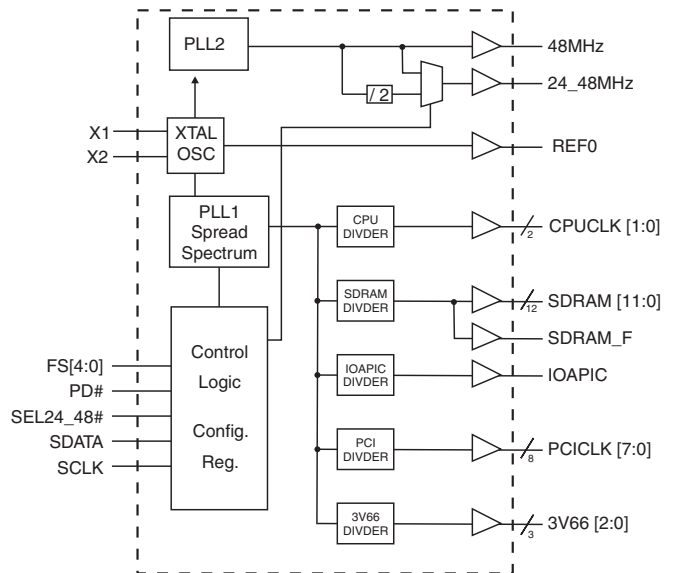 PLL2
48MHz
/ 2
24_48MHz
X1
X2
XTAL
OSC
REF0
PLL1
Spread
Spectrum
CPU
DIVDER
2
CPUCLK [1:0]
SDRAM
DIVDER
12
SDRAM [11:0]
SDRAM_F
Control
Logic
Config.
Reg.
FS[4:0]
PD#
SEL24_48#
SDATA
SCLK
IOAPIC
DIVDER
IOAPIC
PCI
DIVDER
8
PCICLK [7:0]
3V66
DIVDER
3
3V66 [2:0]